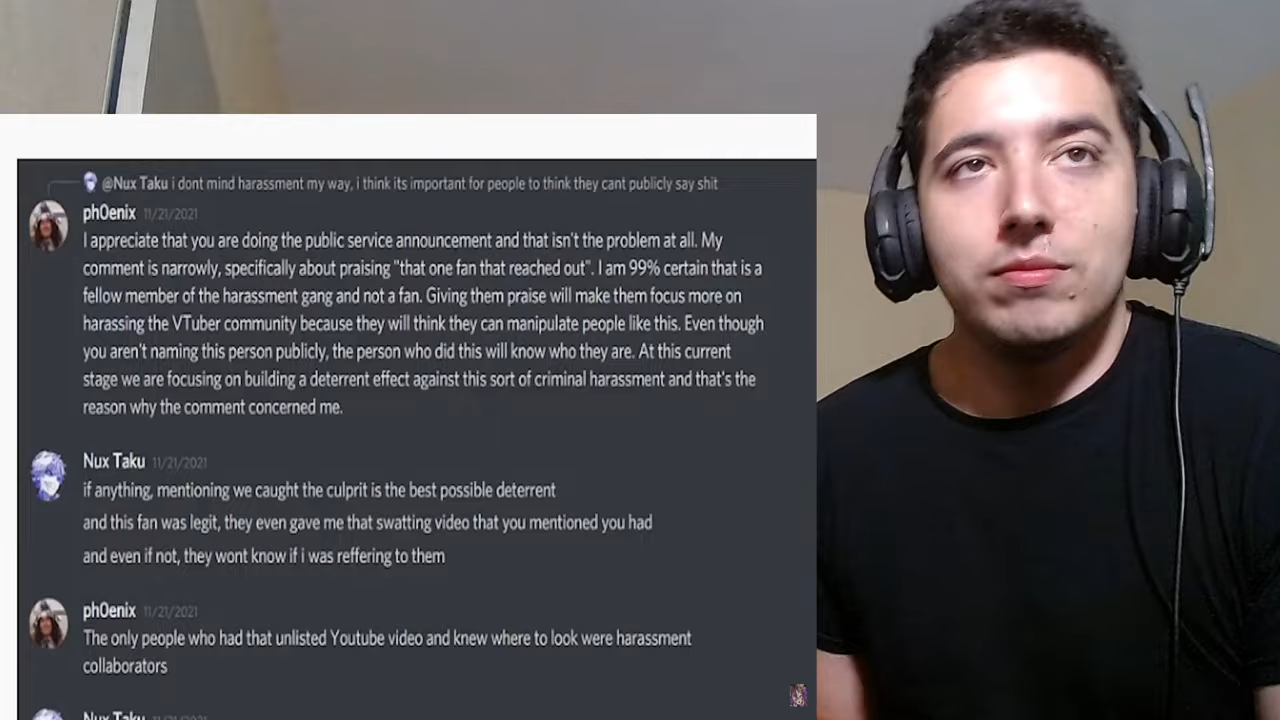 @Nux Taku i dont mind harassment my way, i think its important for people to think they cant publicly say shit
ph0enix 11/21/2021
I appreciate that you are doing the public service announcement and that isn't the problem at all. My
comment is narrowly, specifically about praising "that one fan that reached out". I am 99% certain that is a
fellow member of the harassment gang and not a fan. Giving them praise will make them focus more on
harassing the VTuber community because they will think they can manipulate people like this. Even though
you aren't naming this person publicly, the person who did this will know who they are. At this current
stage we are focusing on building a deterrent effect against this sort of criminal harassment and that's the
reason why the comment concerned me.
Nux Taku 11/21/2021
if anything, mentioning we caught the culprit is the best possible deterrent
and this fan was legit, they even gave me that swatting video that you mentioned you had
and even if not, they wont know if i was reffering to them
ph0enix 11/21/2021
The only people who had that unlisted Youtube video and knew where to look were harassment
collaborators
Nux Taku 11/21/2021